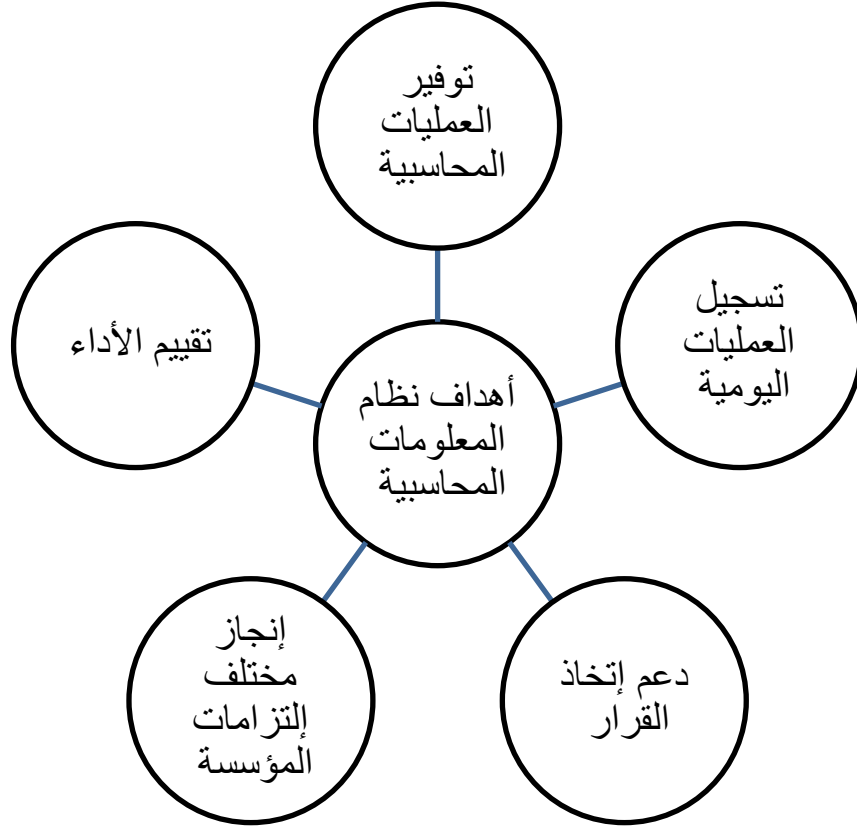 توفير
العمليات
المحاسبية
تسجيل
العمليات
اليومية
تقييم الأداء
أهداف نظام
المعلومات
المحاسبية
إنجاز
مختلف
إلتزامات
المؤسسة
دعم إتخاذ
القرار